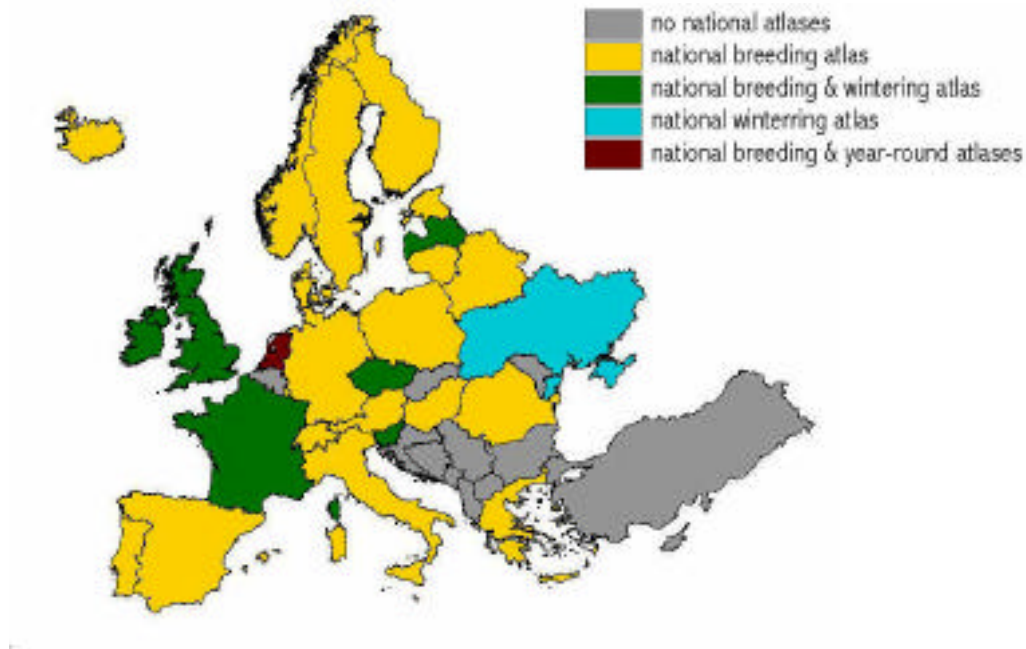 no national atlases
national breeding atlas
national breeding & wintering atlas
national winterring atlas
national breeding & year-round atlases